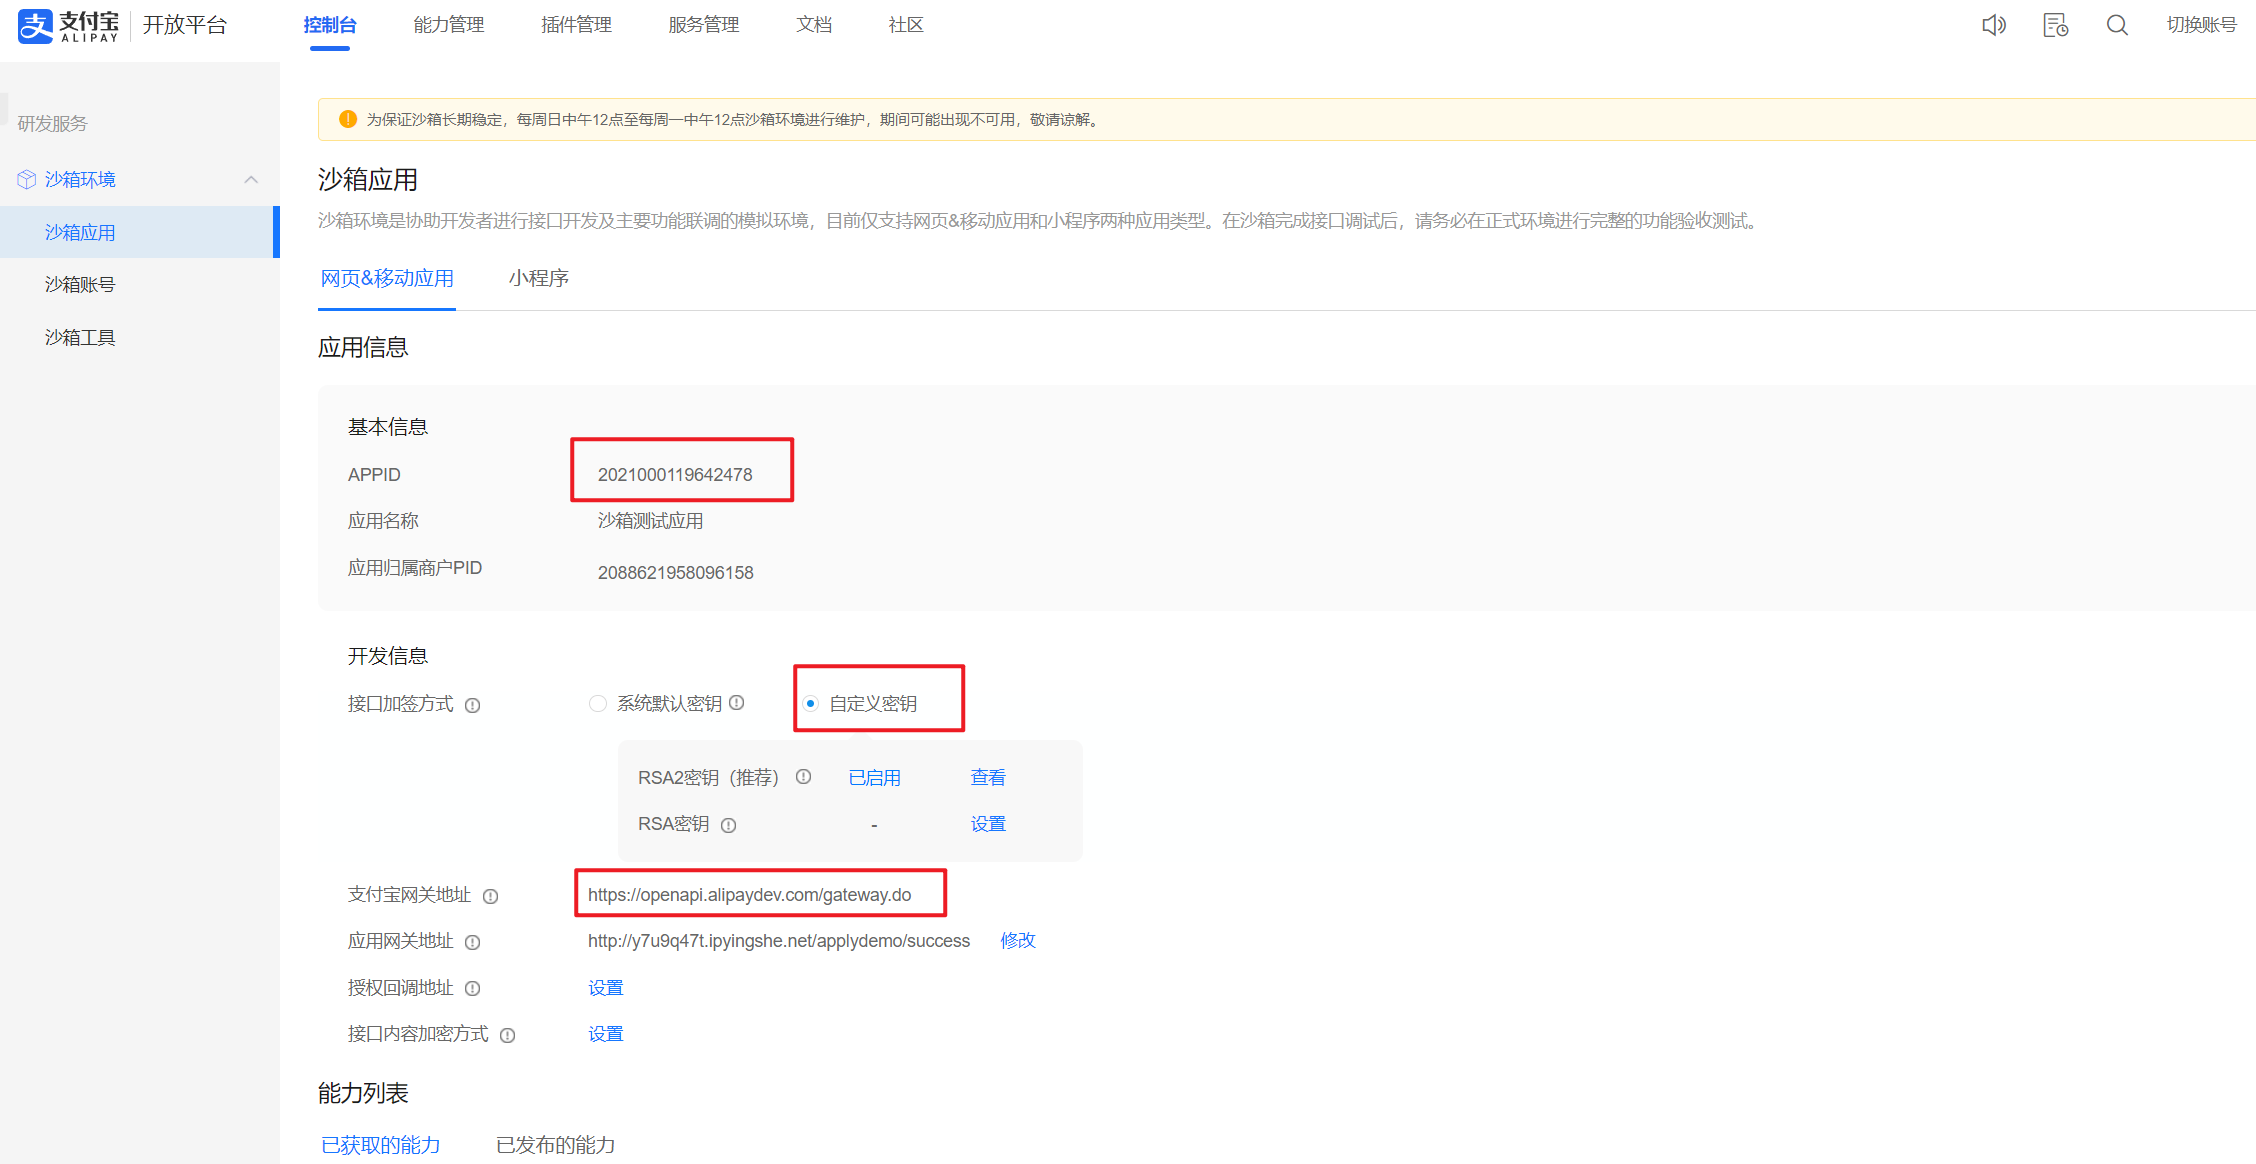 支付宝 ALIPAY 开放平台 控制台 能力管理 插件管理 服务管理 文档 社区 切换账号
研发服务
沙箱环境
沙箱应用
沙箱账号
沙箱工具
为保证沙箱长期稳定，每周日中午12点至每周一中午12点沙箱环境进行维护，期间可能出现不可用，敬请谅解。
沙箱应用
沙箱环境是协助开发者进行接口开发及主要功能联调的模拟环境，目前仅支持网页&移动应用和小程序两种应用类型。在沙箱完成接口调试后，请务必在正式环境进行完整的功能验收测试。
网页&移动应用 小程序
应用信息
基本信息
APPID 2021000119642478
应用名称 沙箱测试应用
应用归属商户PID 2088621958096158
开发信息
接口加签方式 系统默认密钥 自定义密钥
RSA2密钥（推荐） 已启用 查看
RSA密钥 - 设置
支付宝网关地址 https://openapi.alipaydev.com/gateway.do
应用网关地址 http://y7u9q47t.ipyingshe.net/applydemo/success 修改
授权回调地址 设置
接口内容加密方式 设置
能力列表
已获取的能力 已发布的能力